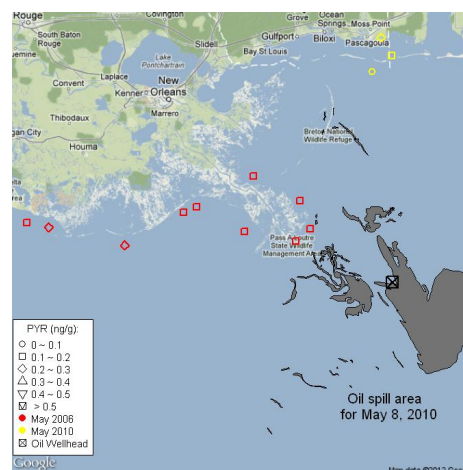 Rouge
Covington
Grove
Ocean
Springs
Moss Point
South Baton
Rouge
Slidell
Gulfport
Biloxi
Pascagoula
Bay St Louis
Lake
Pontchartrain
Convent
Laplace
Kenner
New
Orleans
Marrero
Thibodaux
Houma
Breton National
Wildlife Refuge
Pass A Loutre
State Wildlife
Management Area
PYR (ng/g):
0 ~ 0.1
0.1 ~ 0.2
0.2 ~ 0.3
0.3 ~ 0.4
0.4 ~ 0.5
> 0.5
May 2006
May 2010
Oil Wellhead
Oil spill area
for May 8, 2010
Google